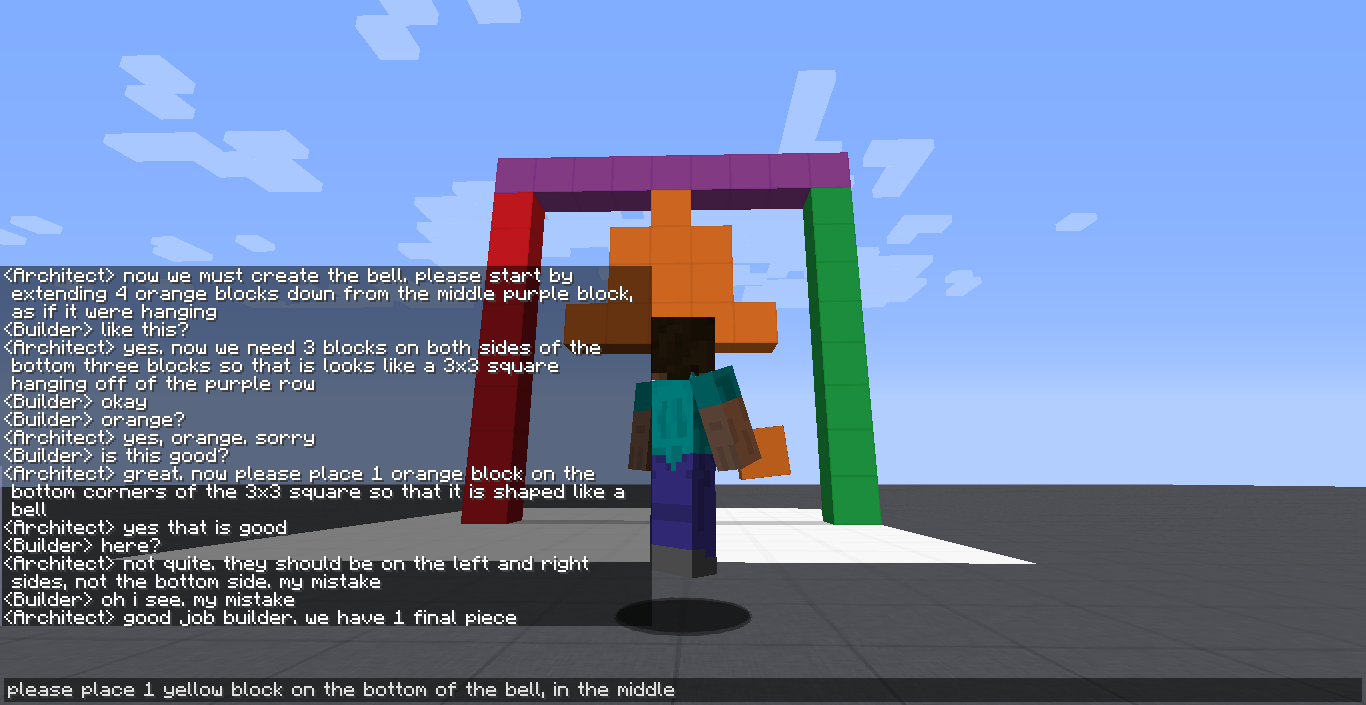 <Architect> now we must create the bell. please start by
extending 4 orange blocks down from the middle purple block,
as if it were hanging
<Builder> like this?
<Architect> yes. now we need 3 blocks on both sides of the
bottom three blocks so that is looks like a 3x3 square
hanging off of the purple row
<Builder> okay
<Builder> orange?
<Architect> yes, orange. sorry
<Builder> is this good?
<Architect> great. now please place 1 orange block on the
bottom corners of the 3x3 square so that it is shaped like a
bell
<Architect> yes that is good
<Builder> here?
<Architect> not quite. they should be on the left and right
sides, not the bottom side. my mistake
<Builder> oh i see. my mistake
<Architect> good job builder. we have 1 final piece
please place 1 yellow block on the bottom of the bell, in the middle